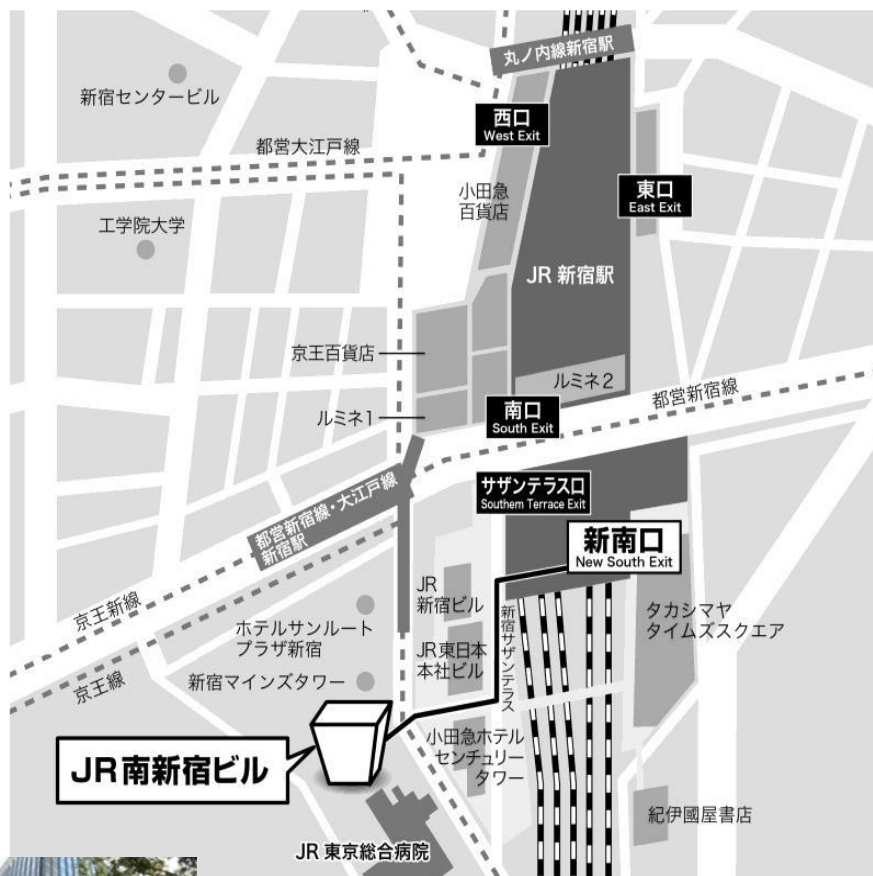 丸ノ内線新宿駅
新宿センタービル
西口
West Exit
都営大江戸線
小田急
百貨店
東口
East Exit
工学院大学
JR 新宿駅
京王百貨店
ルミネ2
ルミネ1
南口
South Exit
都営新宿線
サザンテラス口
Southern Terrace Exit
都営新宿線・大江戸線
新宿駅
新南口
New South Exit
京王新線
JR
新宿ビル
新宿サザンテラス
タカシマヤ
タイムズスクエア
ホテルサンルート
プラザ新宿
JR東日本
本社ビル
京王線
新宿マインズタワー
小田急ホテル
センチュリー
タワー
JR南新宿ビル
紀伊國屋書店
JR 東京総合病院